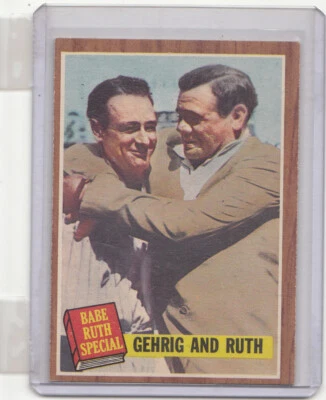 BABE
RUTH
SPECIAL
GEHRIG AND RUTH